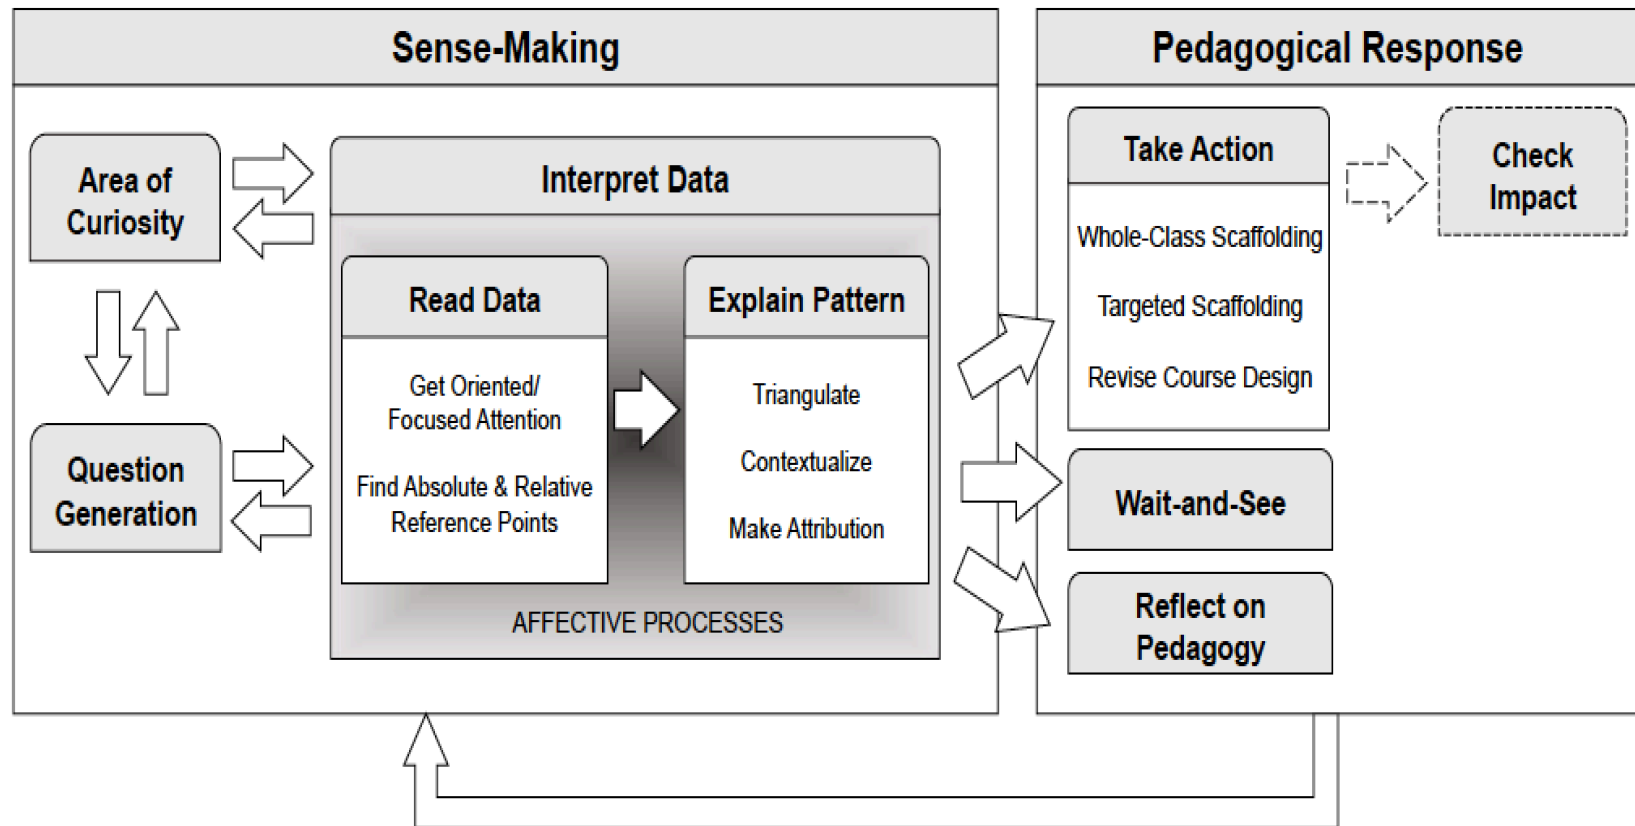 Sense-Making
Area of
Curiosity
Question
Generation
Interpret Data
Read Data
Get Oriented/
Focused Attention
Find Absolute & Relative
Reference Points
Explain Pattern
Triangulate
Contextualize
Make Attribution
AFFECTIVE PROCESSES
Pedagogical Response
Take Action
Whole-Class Scaffolding
Targeted Scaffolding
Revise Course Design
Check
Impact
Wait-and-See
Reflect on
Pedagogy